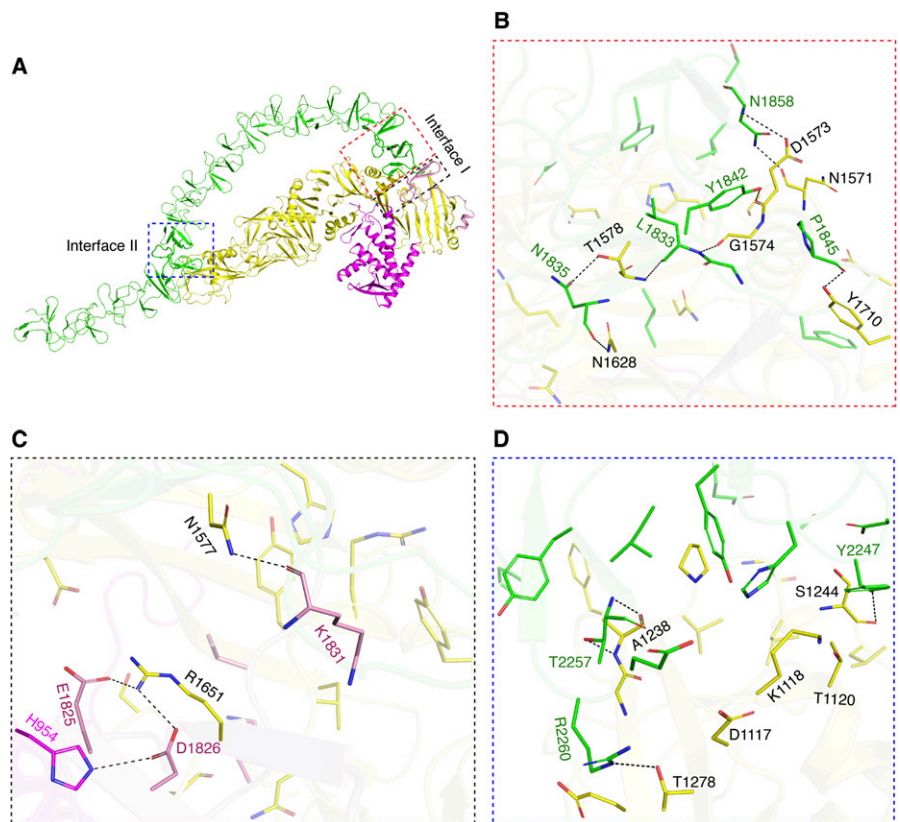 A
Interface I
Interface II
B
N1858
D1573
N1571
Y1842
P1845
L1833
G1574
T1578
N1835
Y1710
N1628
C
N1577
K1831
R1651
E1825
H954
D1826
D
Y2247
S1244
A1238
T2257
K1118
T1120
D1117
R2260
T1278